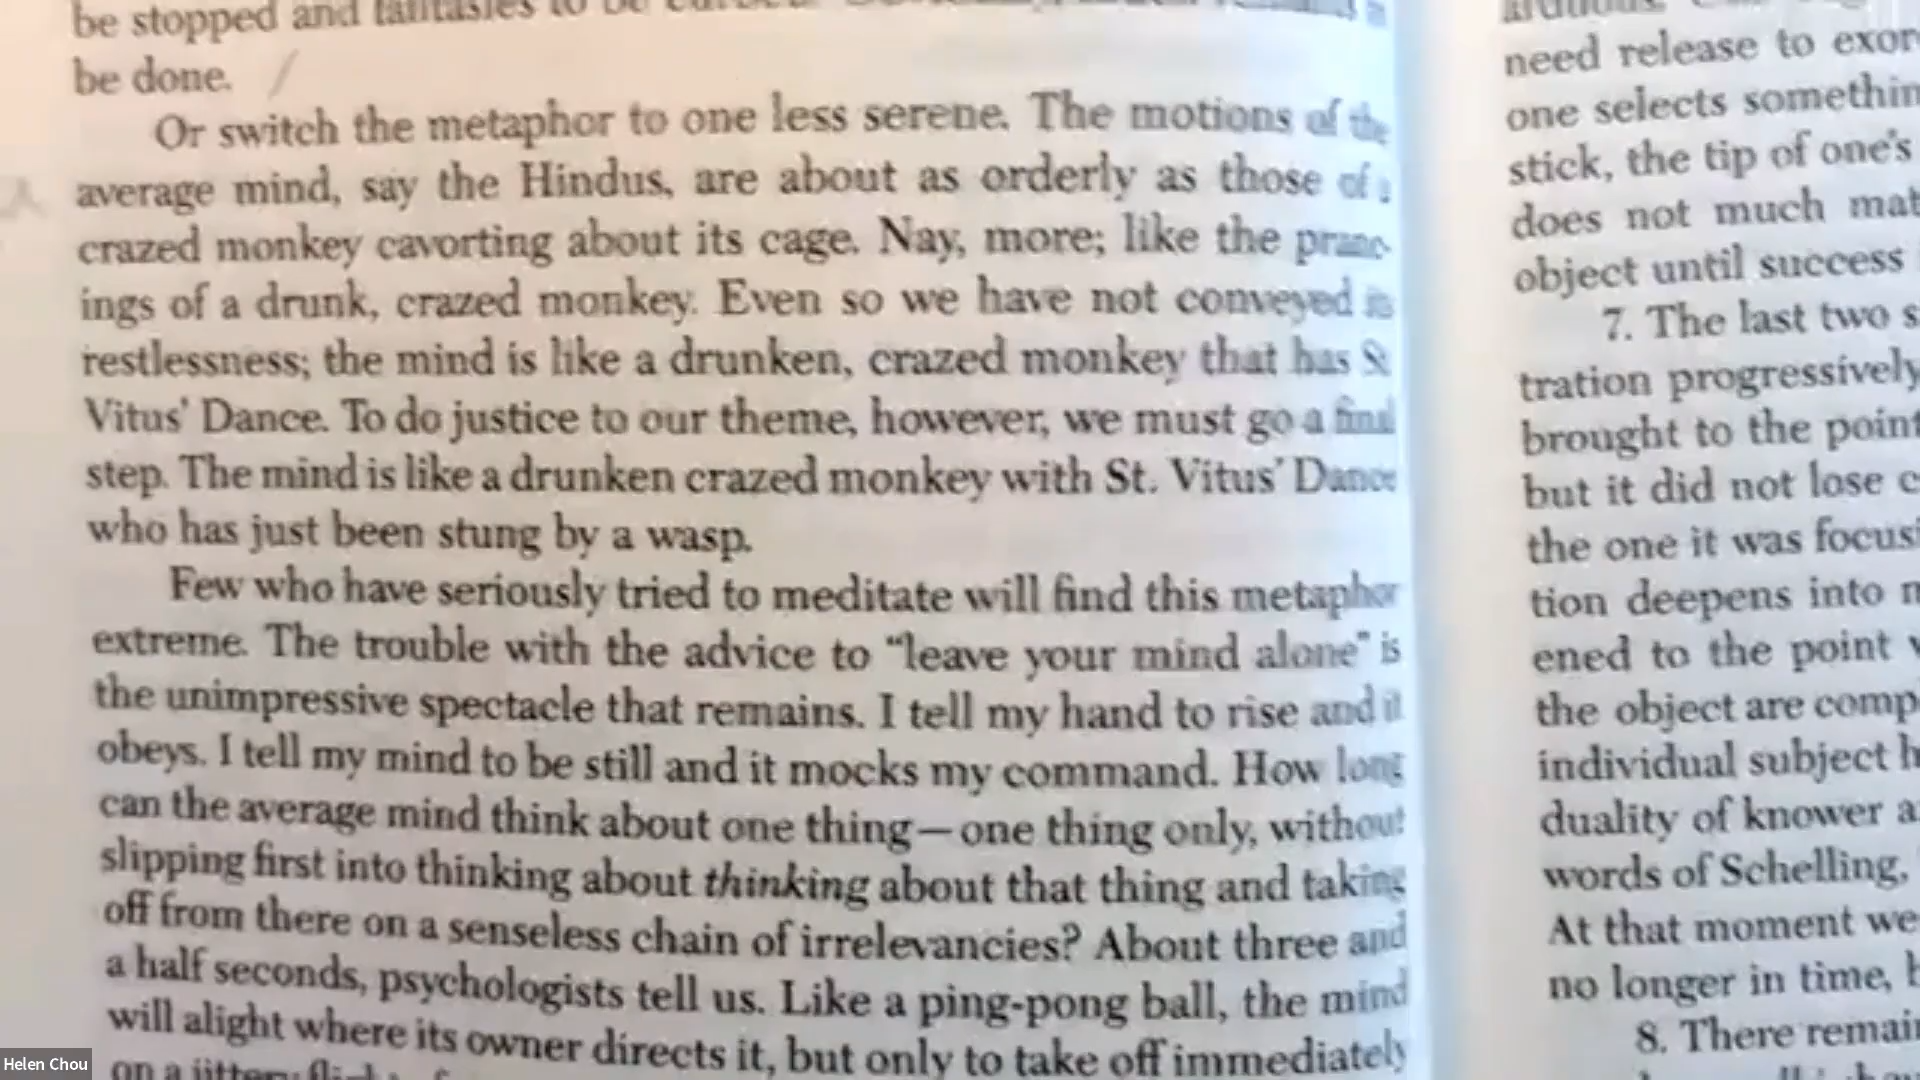 be stopped and fantasies to be
be done.
Or switch the metaphor to one less serene. The motions of the
average mind, say the Hindus, are about as orderly as those of
crazed monkey cavorting about its cage. Nay, more; like the pranc-
ings of a drunk, crazed monkey. Even so we have not conveyed
restlessness; the mind is like a drunken, crazed monkey that has St
Vitus' Dance. To do justice to our theme, however, we must go a final
step. The mind is like a drunken crazed monkey with St. Vitus' Dance
who has just been stung by a wasp.
Few who have seriously tried to meditate will find this metaphor
extreme. The trouble with the advice to “leave your mind alone” is
the unimpressive spectacle that remains. I tell my hand to rise and it
obeys. I tell my mind to be still and it mocks my command. How long
can the average mind think about one thing—one thing only, without
slipping first into thinking about thinking about that thing and taking
off from there on a senseless chain of irrelevancies? About three and
a half seconds, psychologists tell us. Like a ping-pong ball, the mind
will alight where its owner directs it, but only to take off immediately
on a jittery
need release to exor
one selects somethin
stick, the tip of one's
does not much mat
object until success
7. The last two s
tration progressively
brought to the point
but it did not lose c
the one it was focus
tion deepens into
ened to the point
the object are comp
individual subject h
duality of knower a
words of Schelling,
At that moment we
no longer in time, b
8. There remain
Helen Chou